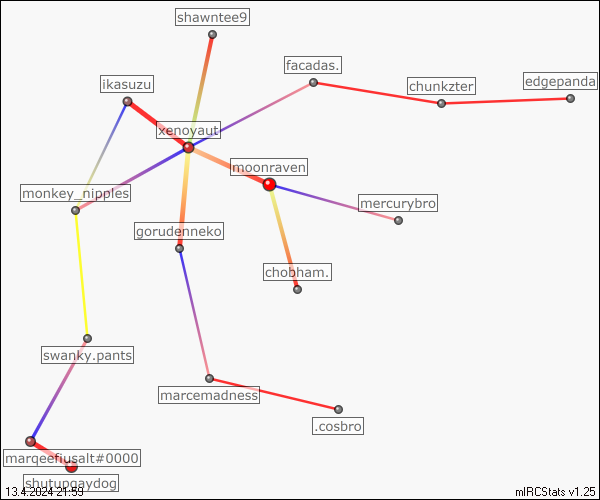 shawntee9
facadas.
ikasuzu
chunkzter
edgepanda
xenoyaut
moonraven
monkey_nipples
mercurybro
gorudenneko
chobham.
swanky.pants
marcemadness
.cosbro
marqeefiusalt#0000
shutupgaydog
13.4.2024 21:59
mIRCStats v1.25